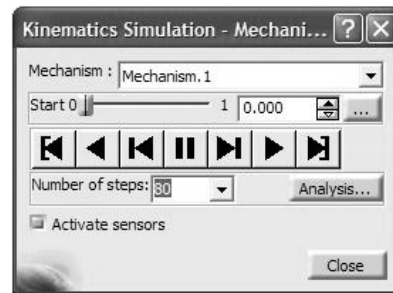 Kinematics Simulation - Mechani...
Mechanism : Mechanism.1
Start 0 1 0.000 ...
Number of steps: 80 Analysis...
Activate sensors
Close